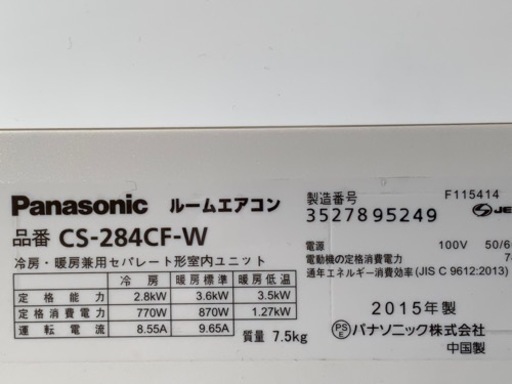 Panasonic ルームエアコン
品番 CS-284CF-W
冷房・暖房兼用セパレート形室内ユニット
冷房 暖房標準 暖房低温
定格能力 2.8kW 3.6kW 3.5kW
定格消費電力 770W 870W 1.27kW
運転電流 8.55A 9.65A
質量 7.5kg
F115414
製造番号
3527895249
JE
電源 100V 50/6
電動機の定格消費電力 7
通年エネルギー消費効率(JIS C 9612:2013)
2015年製
PSE パナソニック株式会社
中国製